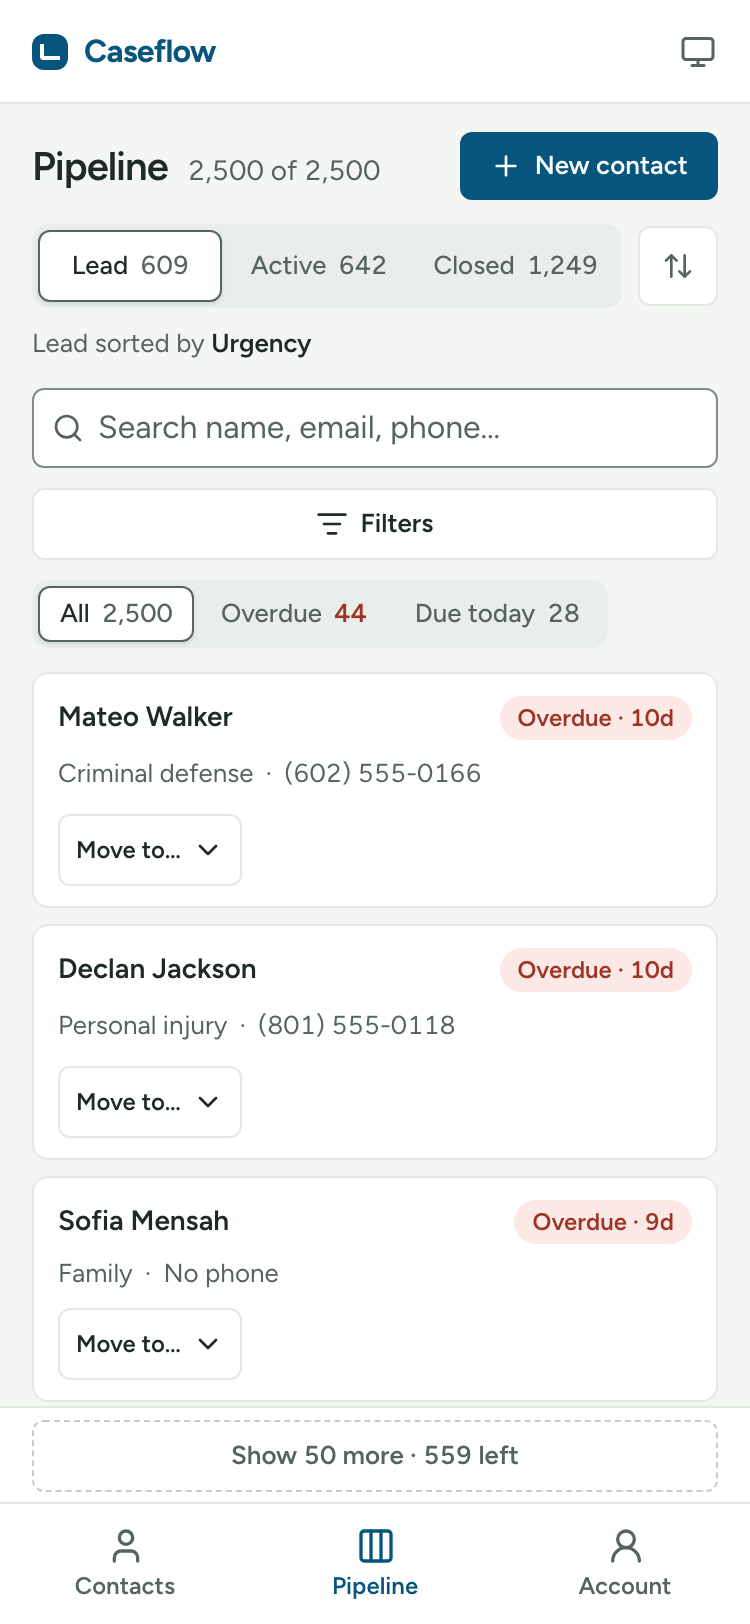 Caseflow
Pipeline 2,500 of 2,500
New contact
Lead 609 Active 642 Closed 1,249
Lead sorted by Urgency
Search name, email, phone...
Filters
All 2,500 Overdue 44 Due today 28
Mateo Walker Overdue · 10d
Criminal defense · (602) 555-0166
Move to...
Declan Jackson Overdue · 10d
Personal injury · (801) 555-0118
Move to...
Sofia Mensah Overdue · 9d
Family · No phone
Move to...
Show 50 more · 559 left
Contacts Pipeline Account